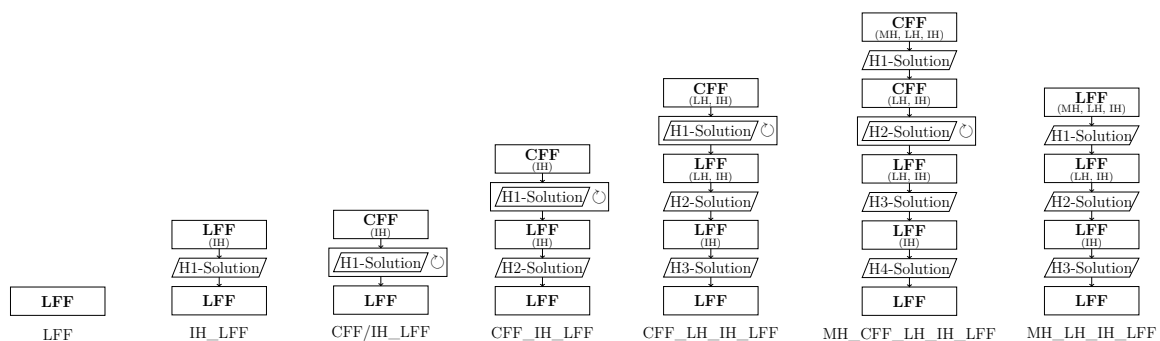 LFF
LFF
LFF
(IH)
H1-Solution
LFF
IH_LFF
CFF
(IH)
H1-Solution
LFF
CFF/IH_LFF
CFF
(IH)
H1-Solution
LFF
(IH)
H2-Solution
LFF
CFF_IH_LFF
CFF
(LH, IH)
H1-Solution
LFF
(LH, IH)
H2-Solution
LFF
(IH)
H3-Solution
LFF
CFF_LH_IH_LFF
CFF
(MH, LH, IH)
H1-Solution
CFF
(LH, IH)
H2-Solution
LFF
(LH, IH)
H3-Solution
LFF
(IH)
H4-Solution
LFF
MH_CFF_LH_IH_LFF
LFF
(MH, LH, IH)
H1-Solution
LFF
(LH, IH)
H2-Solution
LFF
(IH)
H3-Solution
LFF
MH_LH_IH_LFF